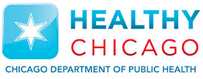 HEALTHY
CHICAGO
CHICAGO DEPARTMENT OF PUBLIC HEALTH